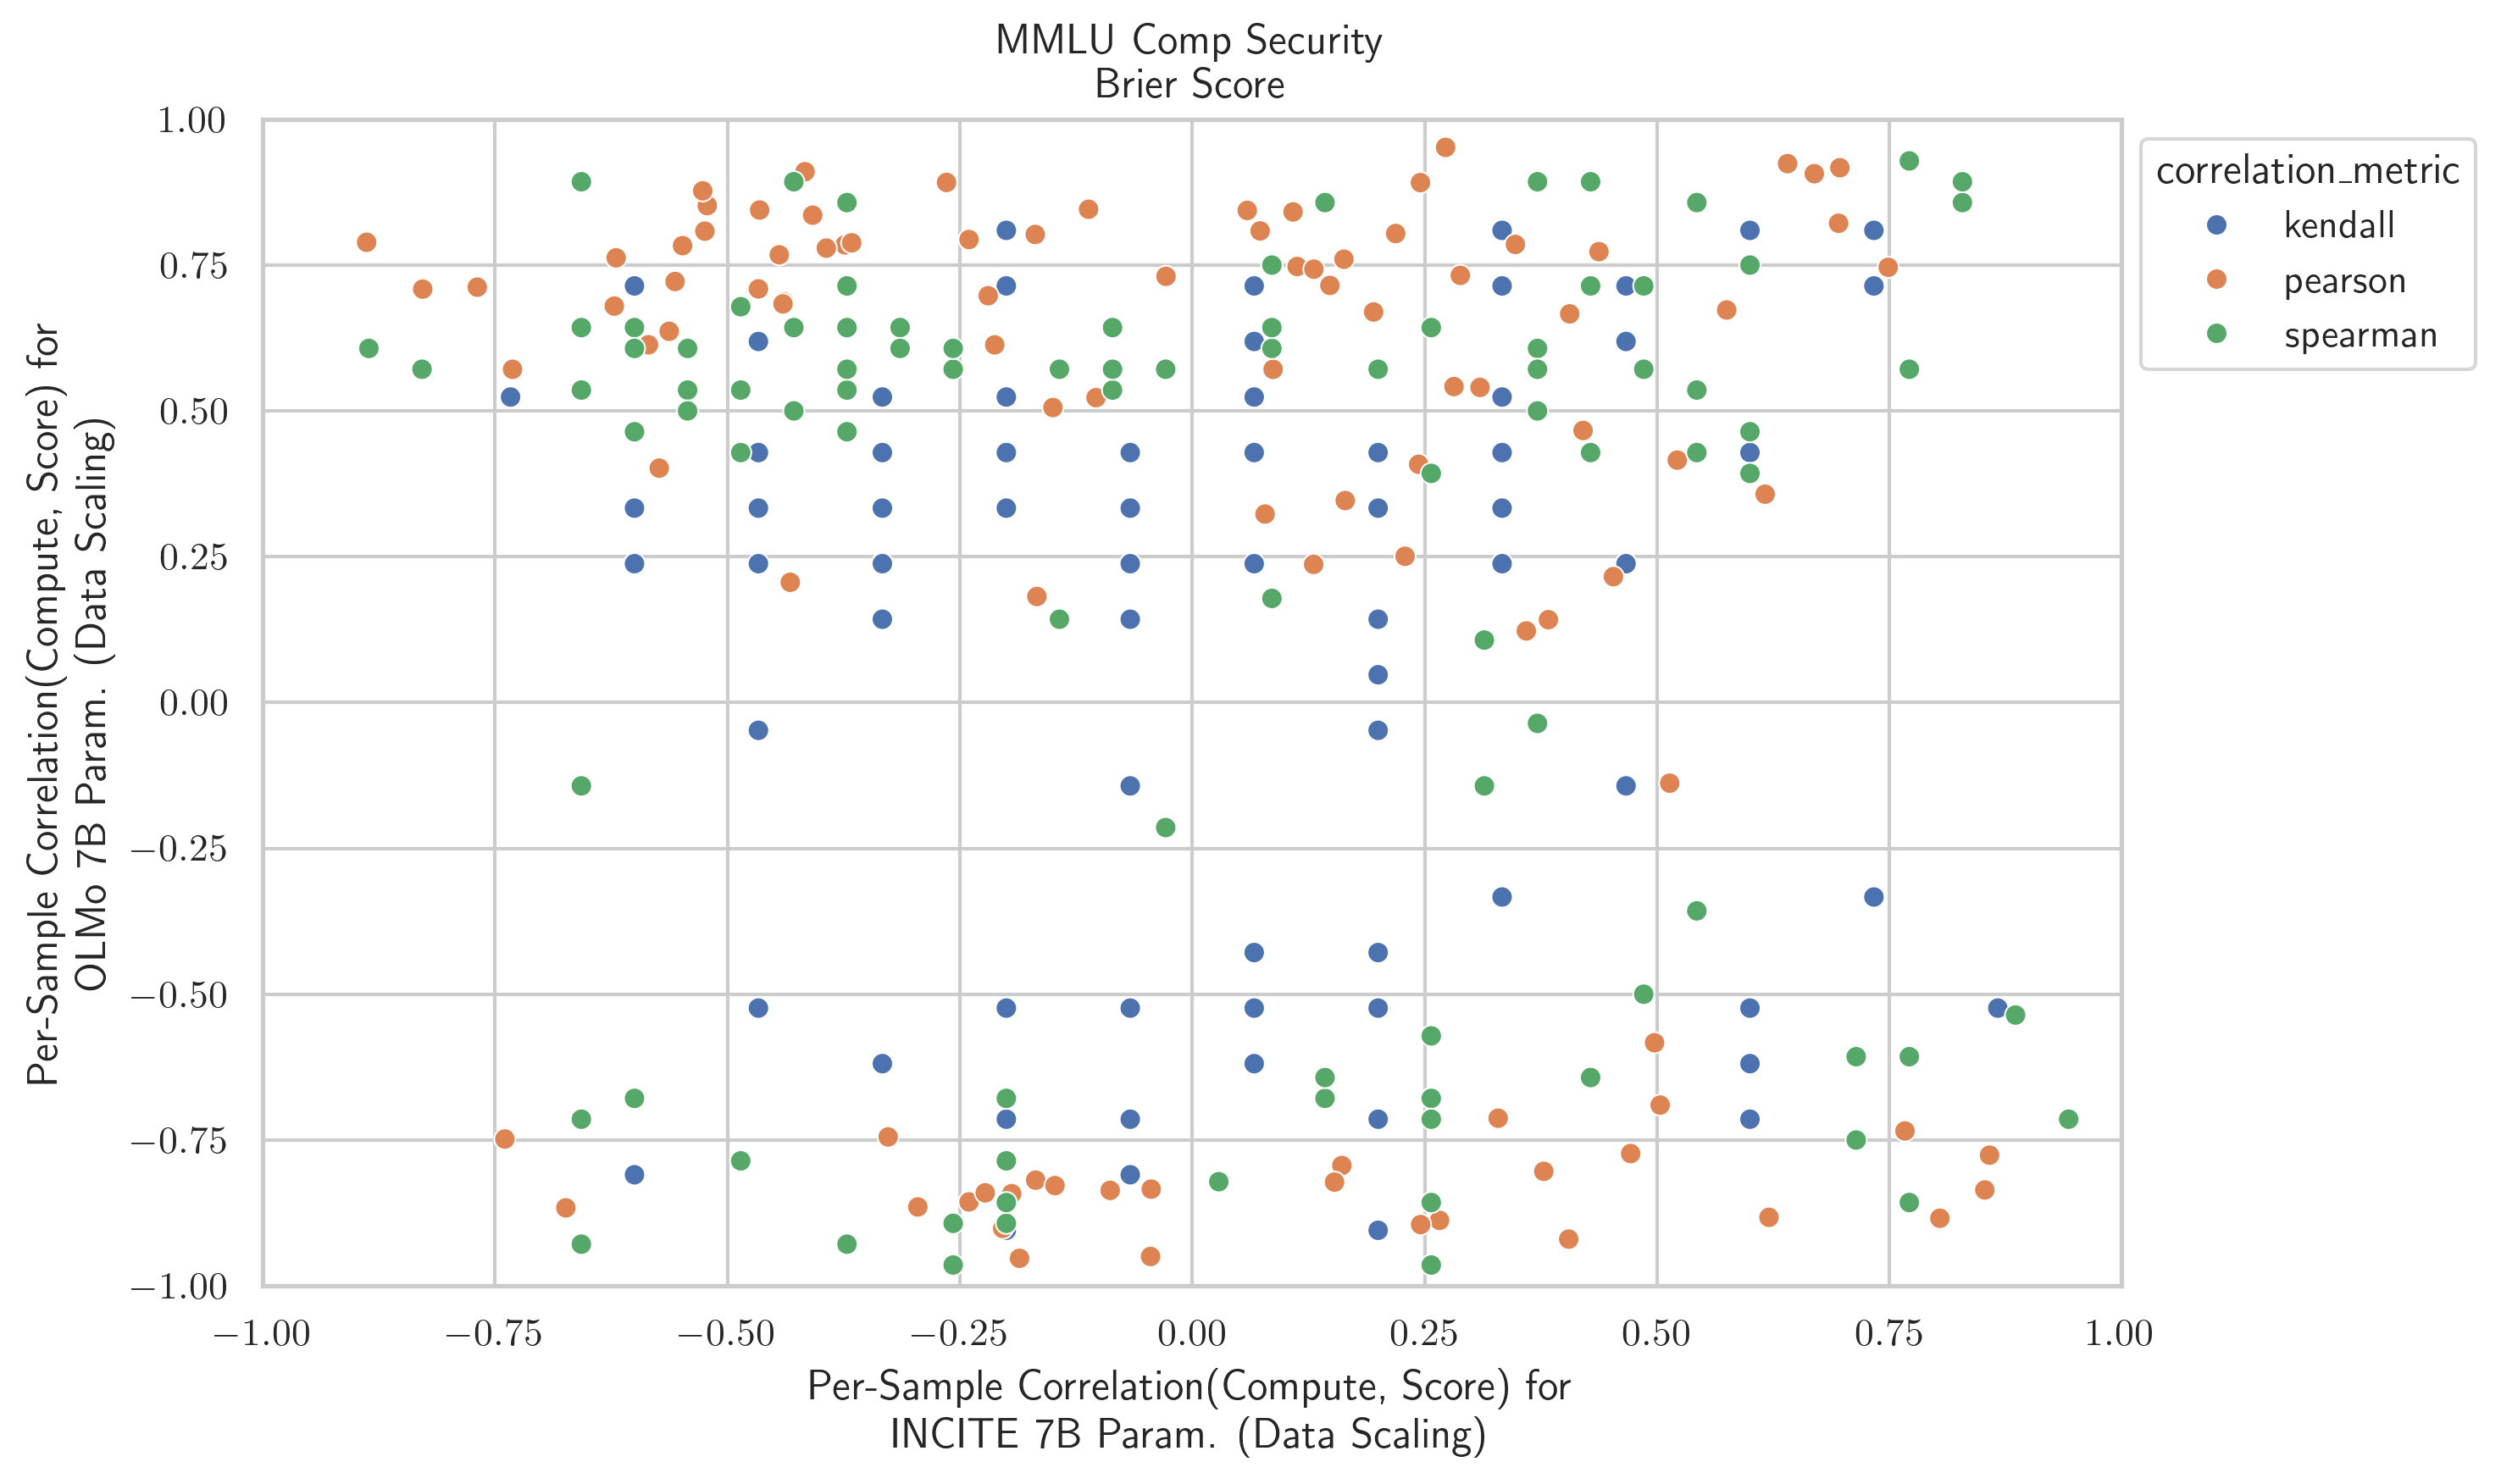 MMLU Comp Security
Brier Score
1.00
0.75
0.50
0.25
0.00
−0.25
−0.50
−0.75
−1.00
Per-Sample Correlation(Compute, Score) for
OLMo 7B Param. (Data Scaling)
correlation_metric
kendall
pearson
spearman
−1.00 −0.75 −0.50 −0.25 0.00 0.25 0.50 0.75 1.00
Per-Sample Correlation(Compute, Score) for
INCITE 7B Param. (Data Scaling)